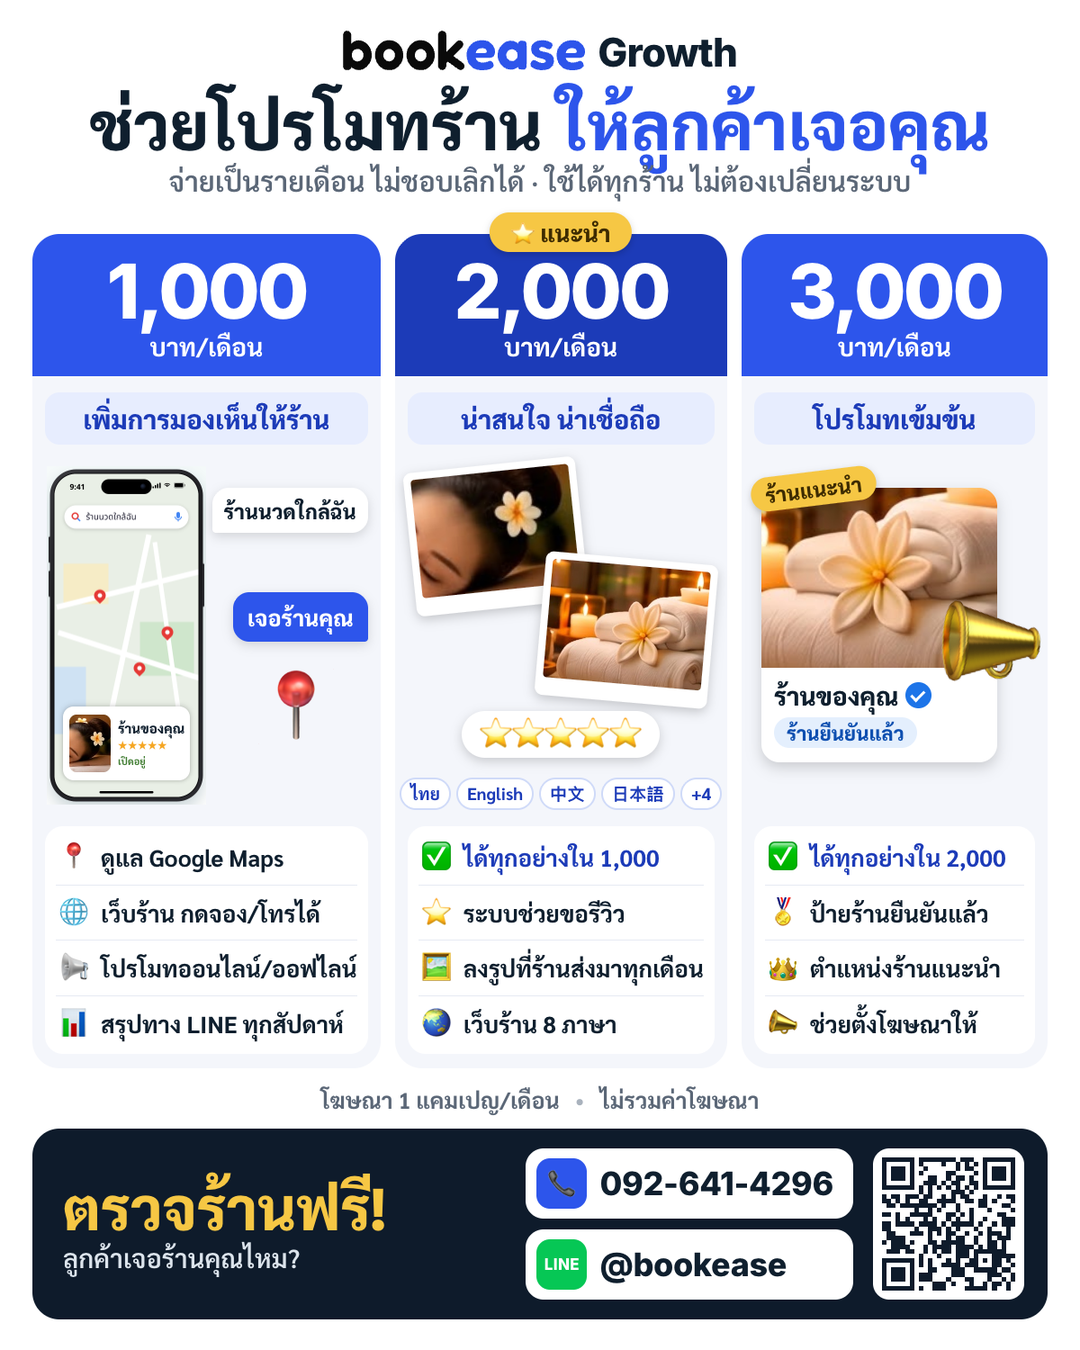 bookease Growth
ช่วยโปรโมทร้าน ให้ลูกค้าเจอคุณ
จ่ายเป็นรายเดือน ไม่ชอบเลิกได้ · ใช้ได้ทุกร้าน ไม่ต้องเปลี่ยนระบบ
1,000
บาท/เดือน
เพิ่มการมองเห็นให้ร้าน
9:41
ร้านนวดใกล้ฉัน
ร้านนวดใกล้ฉัน
เจอร้านคุณ
ร้านของคุณ
★★★★★
เปิดอยู่
📍 ดูแล Google Maps
🌐 เว็บร้าน กดจอง/โทรได้
📢 โปรโมทออนไลน์/ออฟไลน์
📊 สรุปทาง LINE ทุกสัปดาห์
⭐ แนะนำ
2,000
บาท/เดือน
น่าสนใจ น่าเชื่อถือ
⭐⭐⭐⭐⭐
ไทย English 中文 日本語 +4
✅ ได้ทุกอย่างใน 1,000
⭐ ระบบช่วยขอรีวิว
🖼️ ลงรูปที่ร้านส่งมาทุกเดือน
🌏 เว็บร้าน 8 ภาษา
3,000
บาท/เดือน
โปรโมทเข้มข้น
ร้านแนะนำ
ร้านของคุณ
ร้านยืนยันแล้ว
✅ ได้ทุกอย่างใน 2,000
🏅 ป้ายร้านยืนยันแล้ว
👑 ตำแหน่งร้านแนะนำ
📣 ช่วยตั้งโฆษณาให้
โฆษณา 1 แคมเปญ/เดือน • ไม่รวมค่าโฆษณา
ตรวจร้านฟรี!
ลูกค้าเจอร้านคุณไหม?
📞 092-641-4296
LINE @bookease